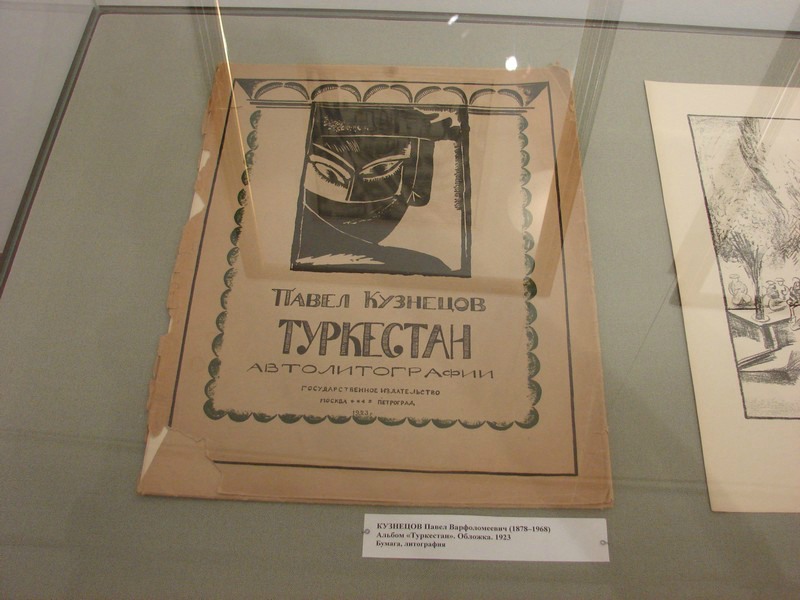 ПАВЕЛ КУЗНЕЦОВ
ТУРКЕСТАН
АВТОЛИТОГРАФИИ
ГОСУДАРСТВЕННОЕ ИЗДАТЕЛЬСТВО
МОСКВА *** ПЕТРОГРАД
1923г.
КУЗНЕЦОВ Павел Варфоломеевич (1878–1968)
Альбом «Туркестан». Обложка. 1923
Бумага, литография